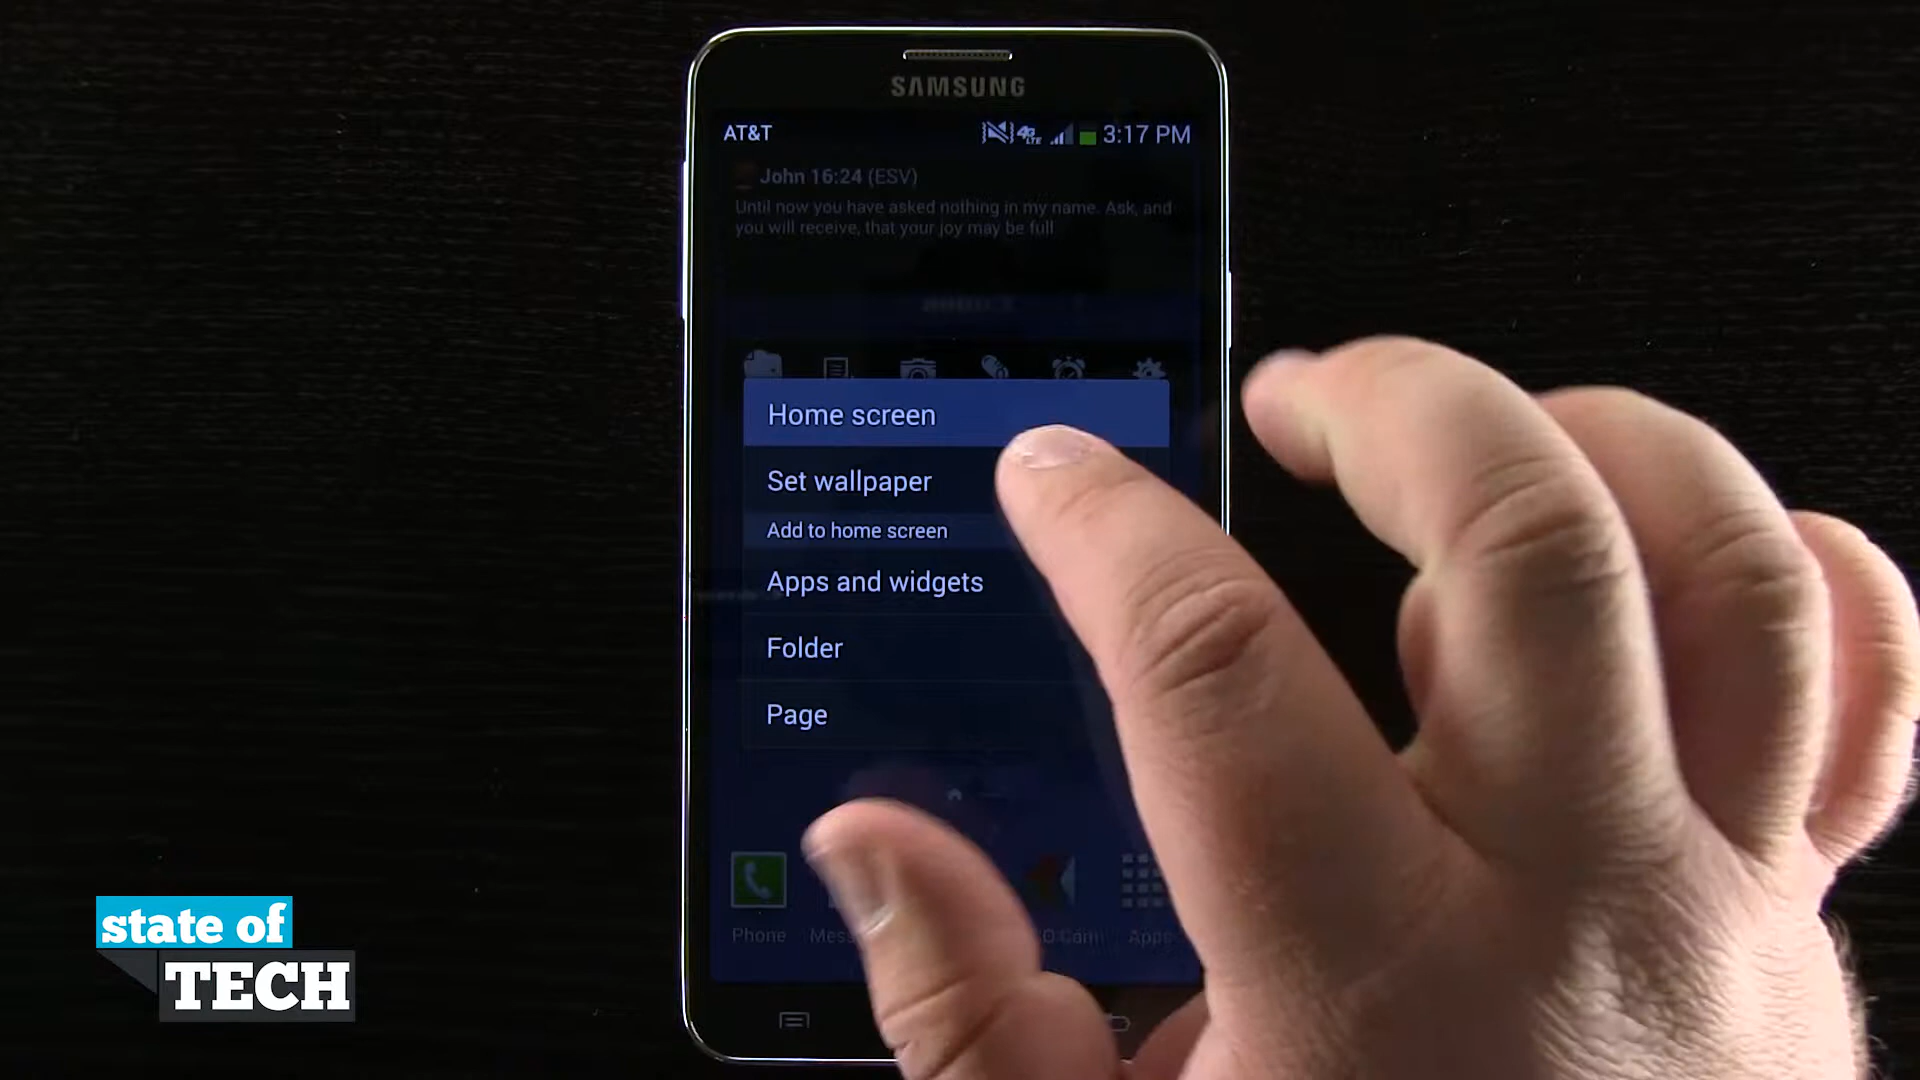 SAMSUNG
AT&T
4G LTE
3:17 PM
John 16:24 (ESV)
Until now you have asked nothing in my name. Ask, and
you will receive, that your joy may be full
Home screen
Set wallpaper
Add to home screen
Apps and widgets
Folder
Page
Phone
Apps
state of
TECH